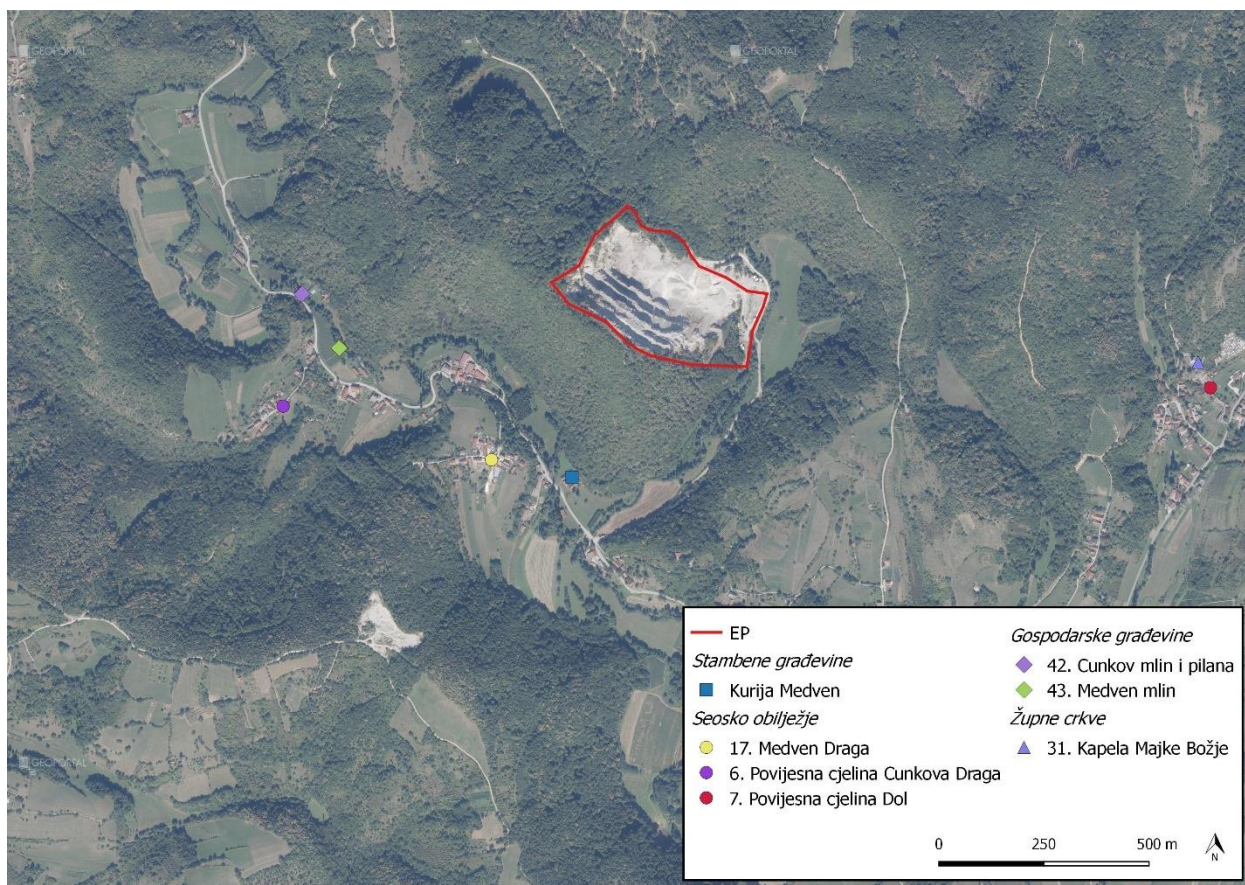 GEOPORTAL
GEOPORTAL
GEOPORTAL
EP
Stambene građevine
Kurija Medven
Seosko obilježje
17. Medven Draga
6. Povijesna cjelina Cunkova Draga
7. Povijesna cjelina Dol
Gospodarske građevine
42. Cunkov mlin i pilana
43. Medven mlin
Župne crkve
31. Kapela Majke Božje
0 250 500 m
N